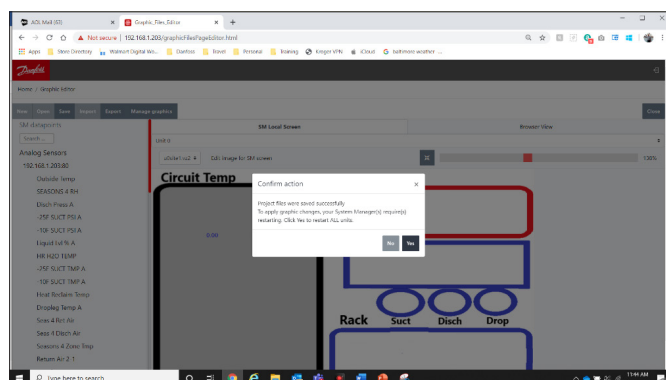 AOL Mail (65)
Graphic_Files_Editor
Not secure | 192.168.1.203/graphicFilesPageEditor.html
Apps
Store Directory
Walmart Digital Wo...
Danfoss
Travel
Personal
Training
Kroger VPN
iCloud
baltimore weather
Danfoss
Home / Graphic Editor
New Open Save Import Export Manage graphics
Close
SM datapoints
SM Local Screen
Browser View
Search ...
Unit 0
Analog Sensors
Edit image for SM screen
130%
192.168.1.203:80
Circuit Temp
Outside Temp
SEASONS 4 RH
Disch Press A
-25F SUCT PSI A
-10F SUCT PSI A
Liquid Lvl % A
HR H2O TEMP
-25F SUCT TMP A
-10F SUCT TMP A
Heat Reclaim Temp
Dropleg Temp A
Seas 4 Ret Air
Seas 4 Disch Air
Seasons 4 Zone Tmp
Return Air 2 1
Confirm action
Project files were saved successfully
To apply graphic changes, your System Manager(s) require(s)
restarting. Click Yes to restart ALL units.
No Yes
0.00
Rack Suct Disch Drop
Type here to search
11:44 AM